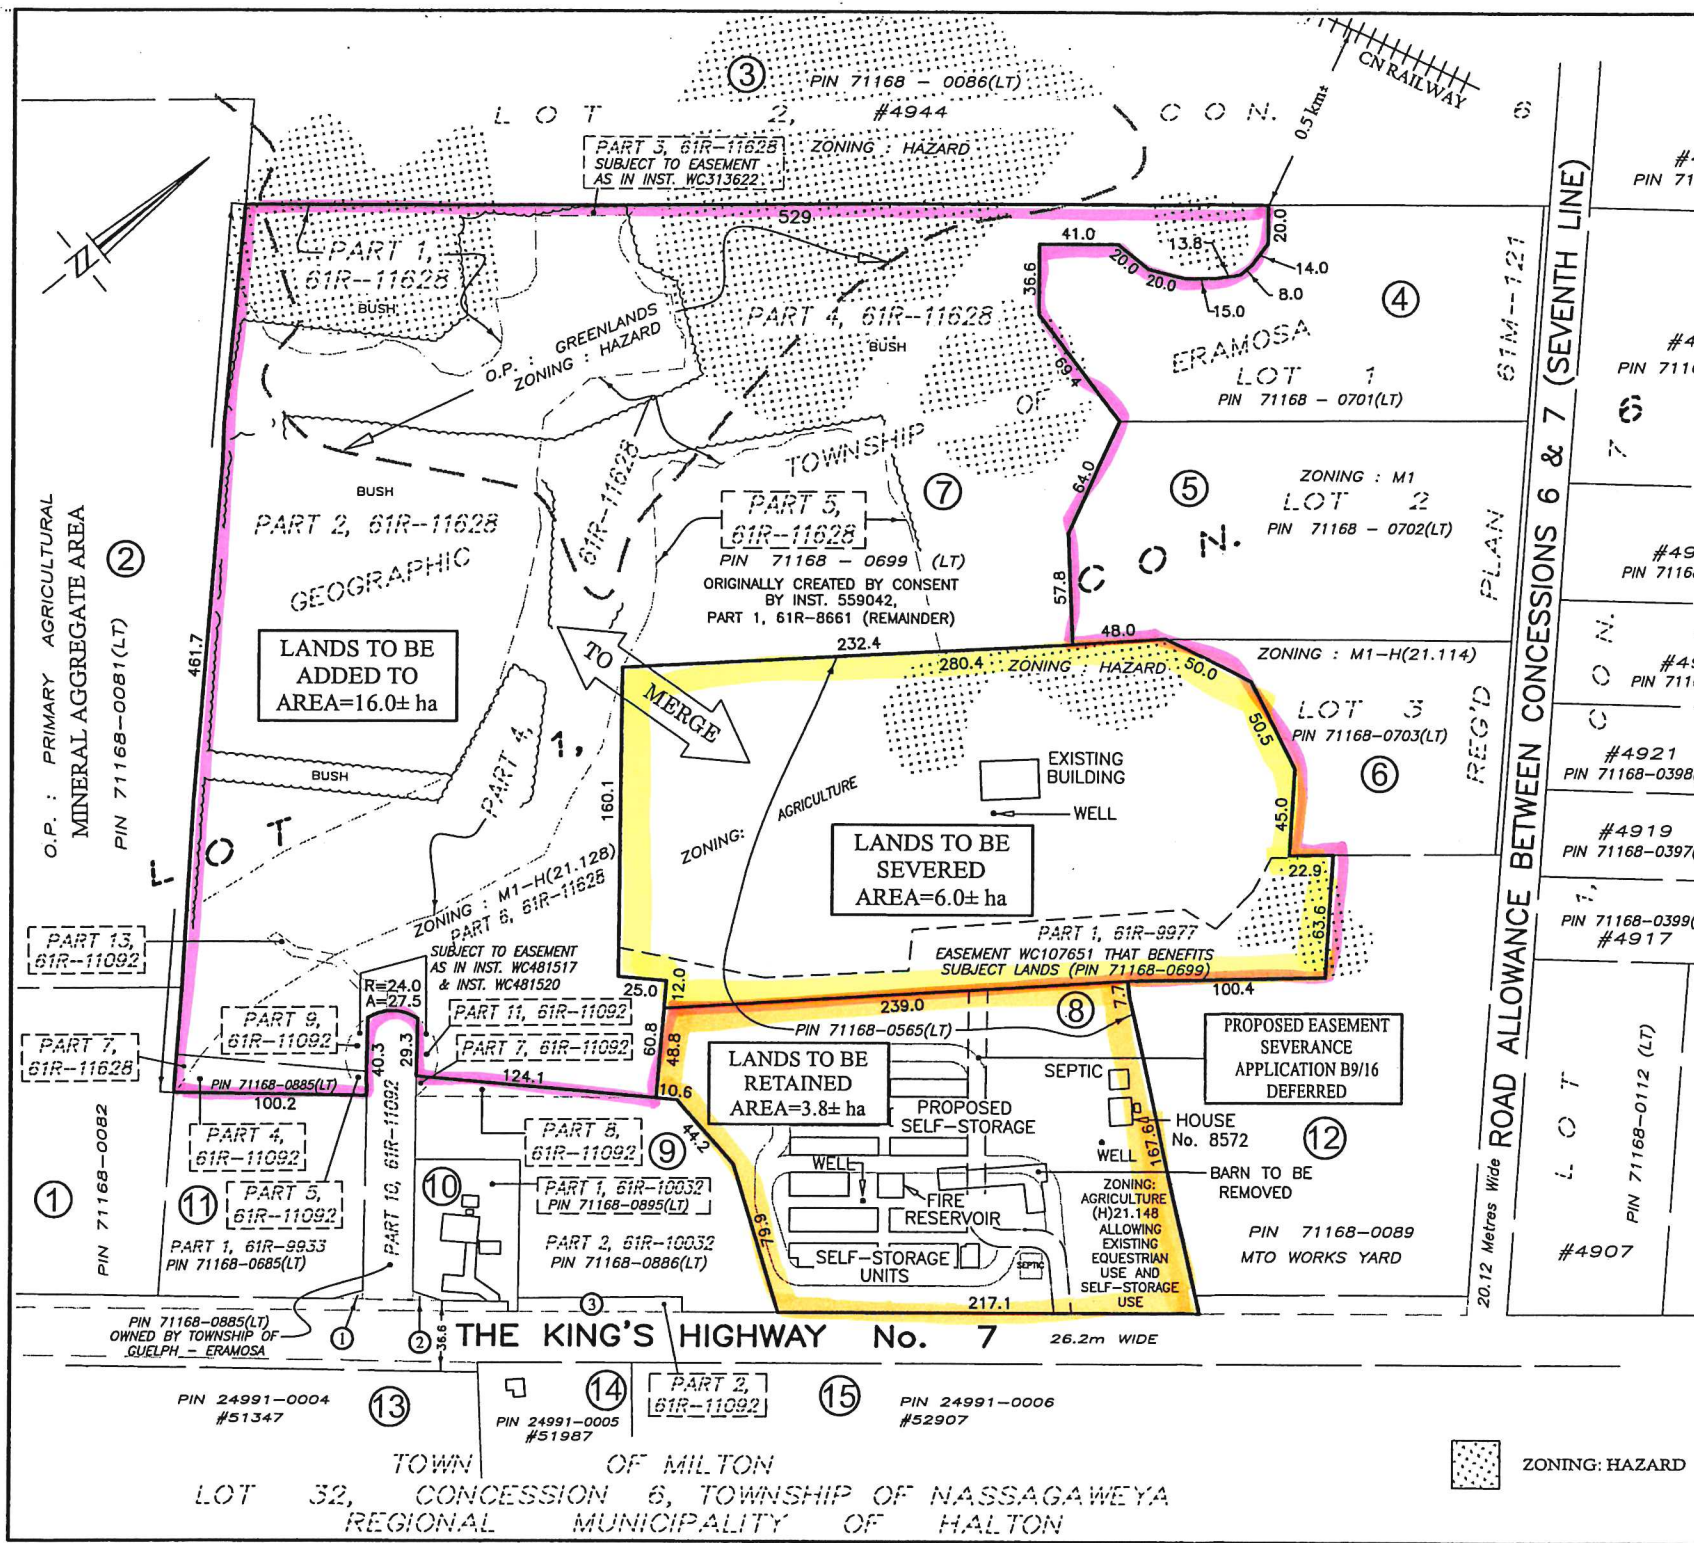 3
PIN 71168 - 0086(LT)
LOT 2, CON. 6
#4944
ZONING : HAZARD
CN RAILWAY
0.5 km±
PART 3, 61R-11628
SUBJECT TO EASEMENT
AS IN INST. WC313622
529
20.0
41.0
13.8
14.0
20.0
20.0
8.0
15.0
36.6
PART 1,
61R-11628
BUSH
O.P. : GREENLANDS
ZONING : HAZARD
PART 4, 61R-11628
BUSH
4
ERAMOSA
LOT 1
PIN 71168 - 0701(LT)
61M-121
69.4
OF
TOWNSHIP
64.0
5
ZONING : M1
LOT 2
PIN 71168 - 0702(LT)
PLAN
CON.
57.8
7
PART 5,
61R-11628
PIN 71168 - 0699 (LT)
ORIGINALLY CREATED BY CONSENT
BY INST. 559042,
PART 1, 61R-8661 (REMAINDER)
61R-11628
BUSH
PART 2, 61R-11628
GEOGRAPHIC
2
O.P. : PRIMARY AGRICULTURAL
MINERAL AGGREGATE AREA
PIN 71168-0081(LT)
461.7
LANDS TO BE
ADDED TO
AREA=16.0± ha
TO
MERGE
232.4
280.4
48.0
ZONING : HAZARD
50.0
50.5
45.0
22.9
63.6
ZONING : M1-H(21.114)
LOT 3
PIN 71168-0703(LT)
6
REG'D
BUSH
PART 4,
1,
LOT
160.1
ZONING: AGRICULTURE
EXISTING
BUILDING
WELL
LANDS TO BE
SEVERED
AREA=6.0± ha
ZONING : M1-H(21.128)
PART 6, 61R-11628
SUBJECT TO EASEMENT
AS IN INST. WC481517
& INST. WC481520
PART 1, 61R-9977
EASEMENT WC107651 THAT BENEFITS
SUBJECT LANDS (PIN 71168-0699)
PART 13,
61R-11092
R=24.0
A=27.5
PART 9,
61R-11092
PART 11, 61R-11092
PART 7, 61R-11092
PART 7,
61R-11628
25.0
12.0
239.0
7.7
100.4
60.8
48.8
40.3
29.3
124.1
10.6
PIN 71168-0885(LT)
100.2
8
PIN 71168-0565(LT)
LANDS TO BE
RETAINED
AREA=3.8± ha
PROPOSED EASEMENT
SEVERANCE
APPLICATION B9/16
DEFERRED
SEPTIC
PROPOSED
SELF-STORAGE
HOUSE
No. 8572
12
WELL
WELL
167.6
BARN TO BE
REMOVED
FIRE
RESERVOIR
44.2
79.9
SELF-STORAGE
UNITS
SEPTIC
217.1
ZONING:
AGRICULTURE
(H)21.148
ALLOWING
EXISTING
EQUESTRIAN
USE AND
SELF-STORAGE
USE
PIN 71168-0089
MTO WORKS YARD
PART 4,
61R-11092
PART 5,
61R-11092
PART 8,
61R-11092
9
PART 1, 61R-10032
PIN 71168-0895(LT)
PART 2, 61R-10032
PIN 71168-0886(LT)
1
PIN 71168-0082
11
PART 1, 61R-9933
PIN 71168-0685(LT)
PART 10, 61R-11092
10
PIN 71168-0885(LT)
OWNED BY TOWNSHIP OF
GUELPH - ERAMOSA
1
2
3
36.6
THE KING'S HIGHWAY No. 7
26.2m WIDE
PIN 24991-0004
#51347
13
PIN 24991-0005
#51987
14
PART 2,
61R-11092
15
PIN 24991-0006
#52907
TOWN OF MILTON
LOT 32, CONCESSION 6, TOWNSHIP OF NASSAGAWEYA
REGIONAL MUNICIPALITY OF HALTON
ZONING: HAZARD
20.12 Metres Wide ROAD ALLOWANCE BETWEEN CONCESSIONS 6 & 7 (SEVENTH LINE)
6
7
CON.
#4921
PIN 71168-0398
#4919
PIN 71168-0397(
1,
PIN 71168-0399(
#4917
LOT
PIN 71168-0112 (LT)
#4907